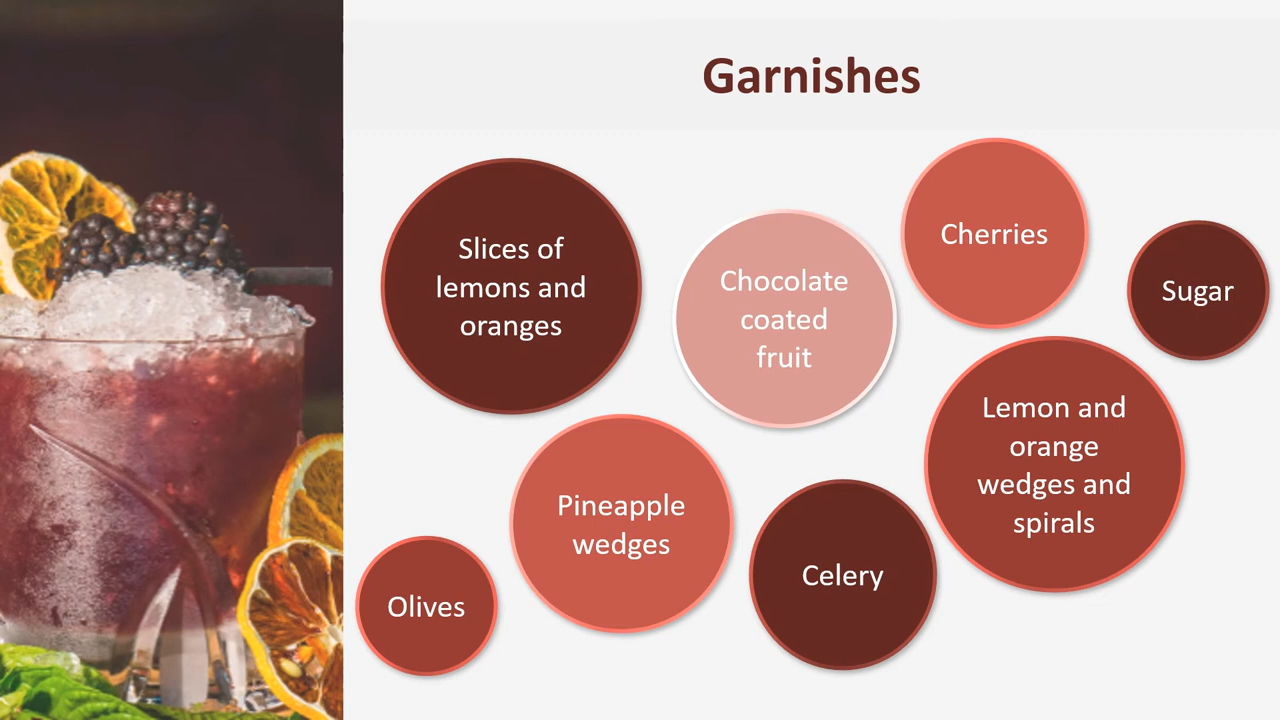 Garnishes
Slices of
lemons and
oranges
Chocolate
coated
fruit
Cherries
Sugar
Pineapple
wedges
Lemon and
orange
wedges and
spirals
Olives
Celery